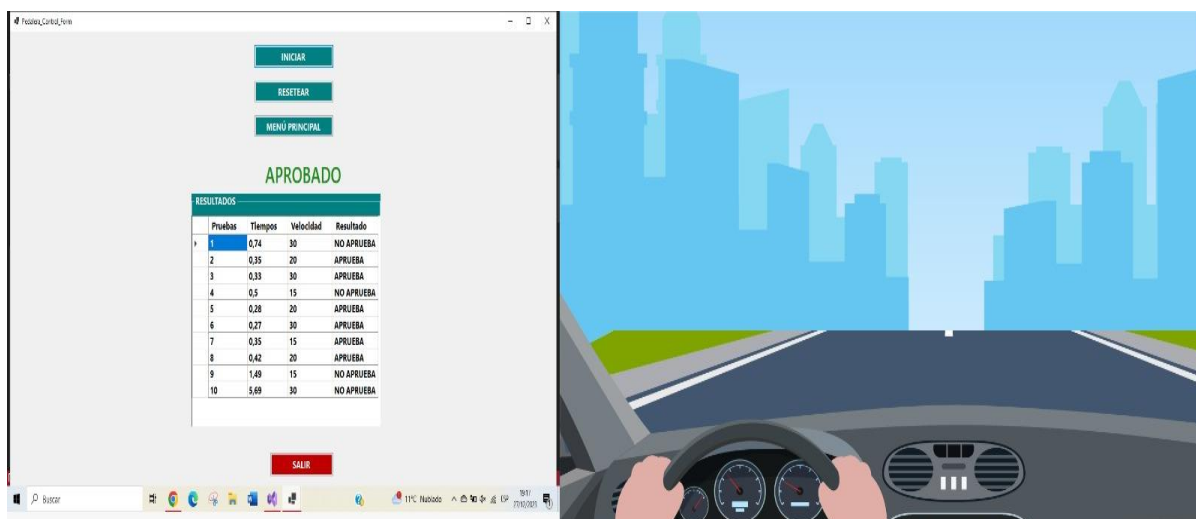 Pedalera_Control_Form
INICIAR
RESETEAR
MENÚ PRINCIPAL
APROBADO
RESULTADOS
Pruebas Tiempos Velocidad Resultado
1 0,74 30 NO APRUEBA
2 0,35 20 APRUEBA
3 0,33 30 APRUEBA
4 0,5 15 NO APRUEBA
5 0,28 20 APRUEBA
6 0,27 30 APRUEBA
7 0,35 15 APRUEBA
8 0,42 20 APRUEBA
9 1,49 15 NO APRUEBA
10 5,69 30 NO APRUEBA
SALIR
Buscar 11°C Nublado ESP